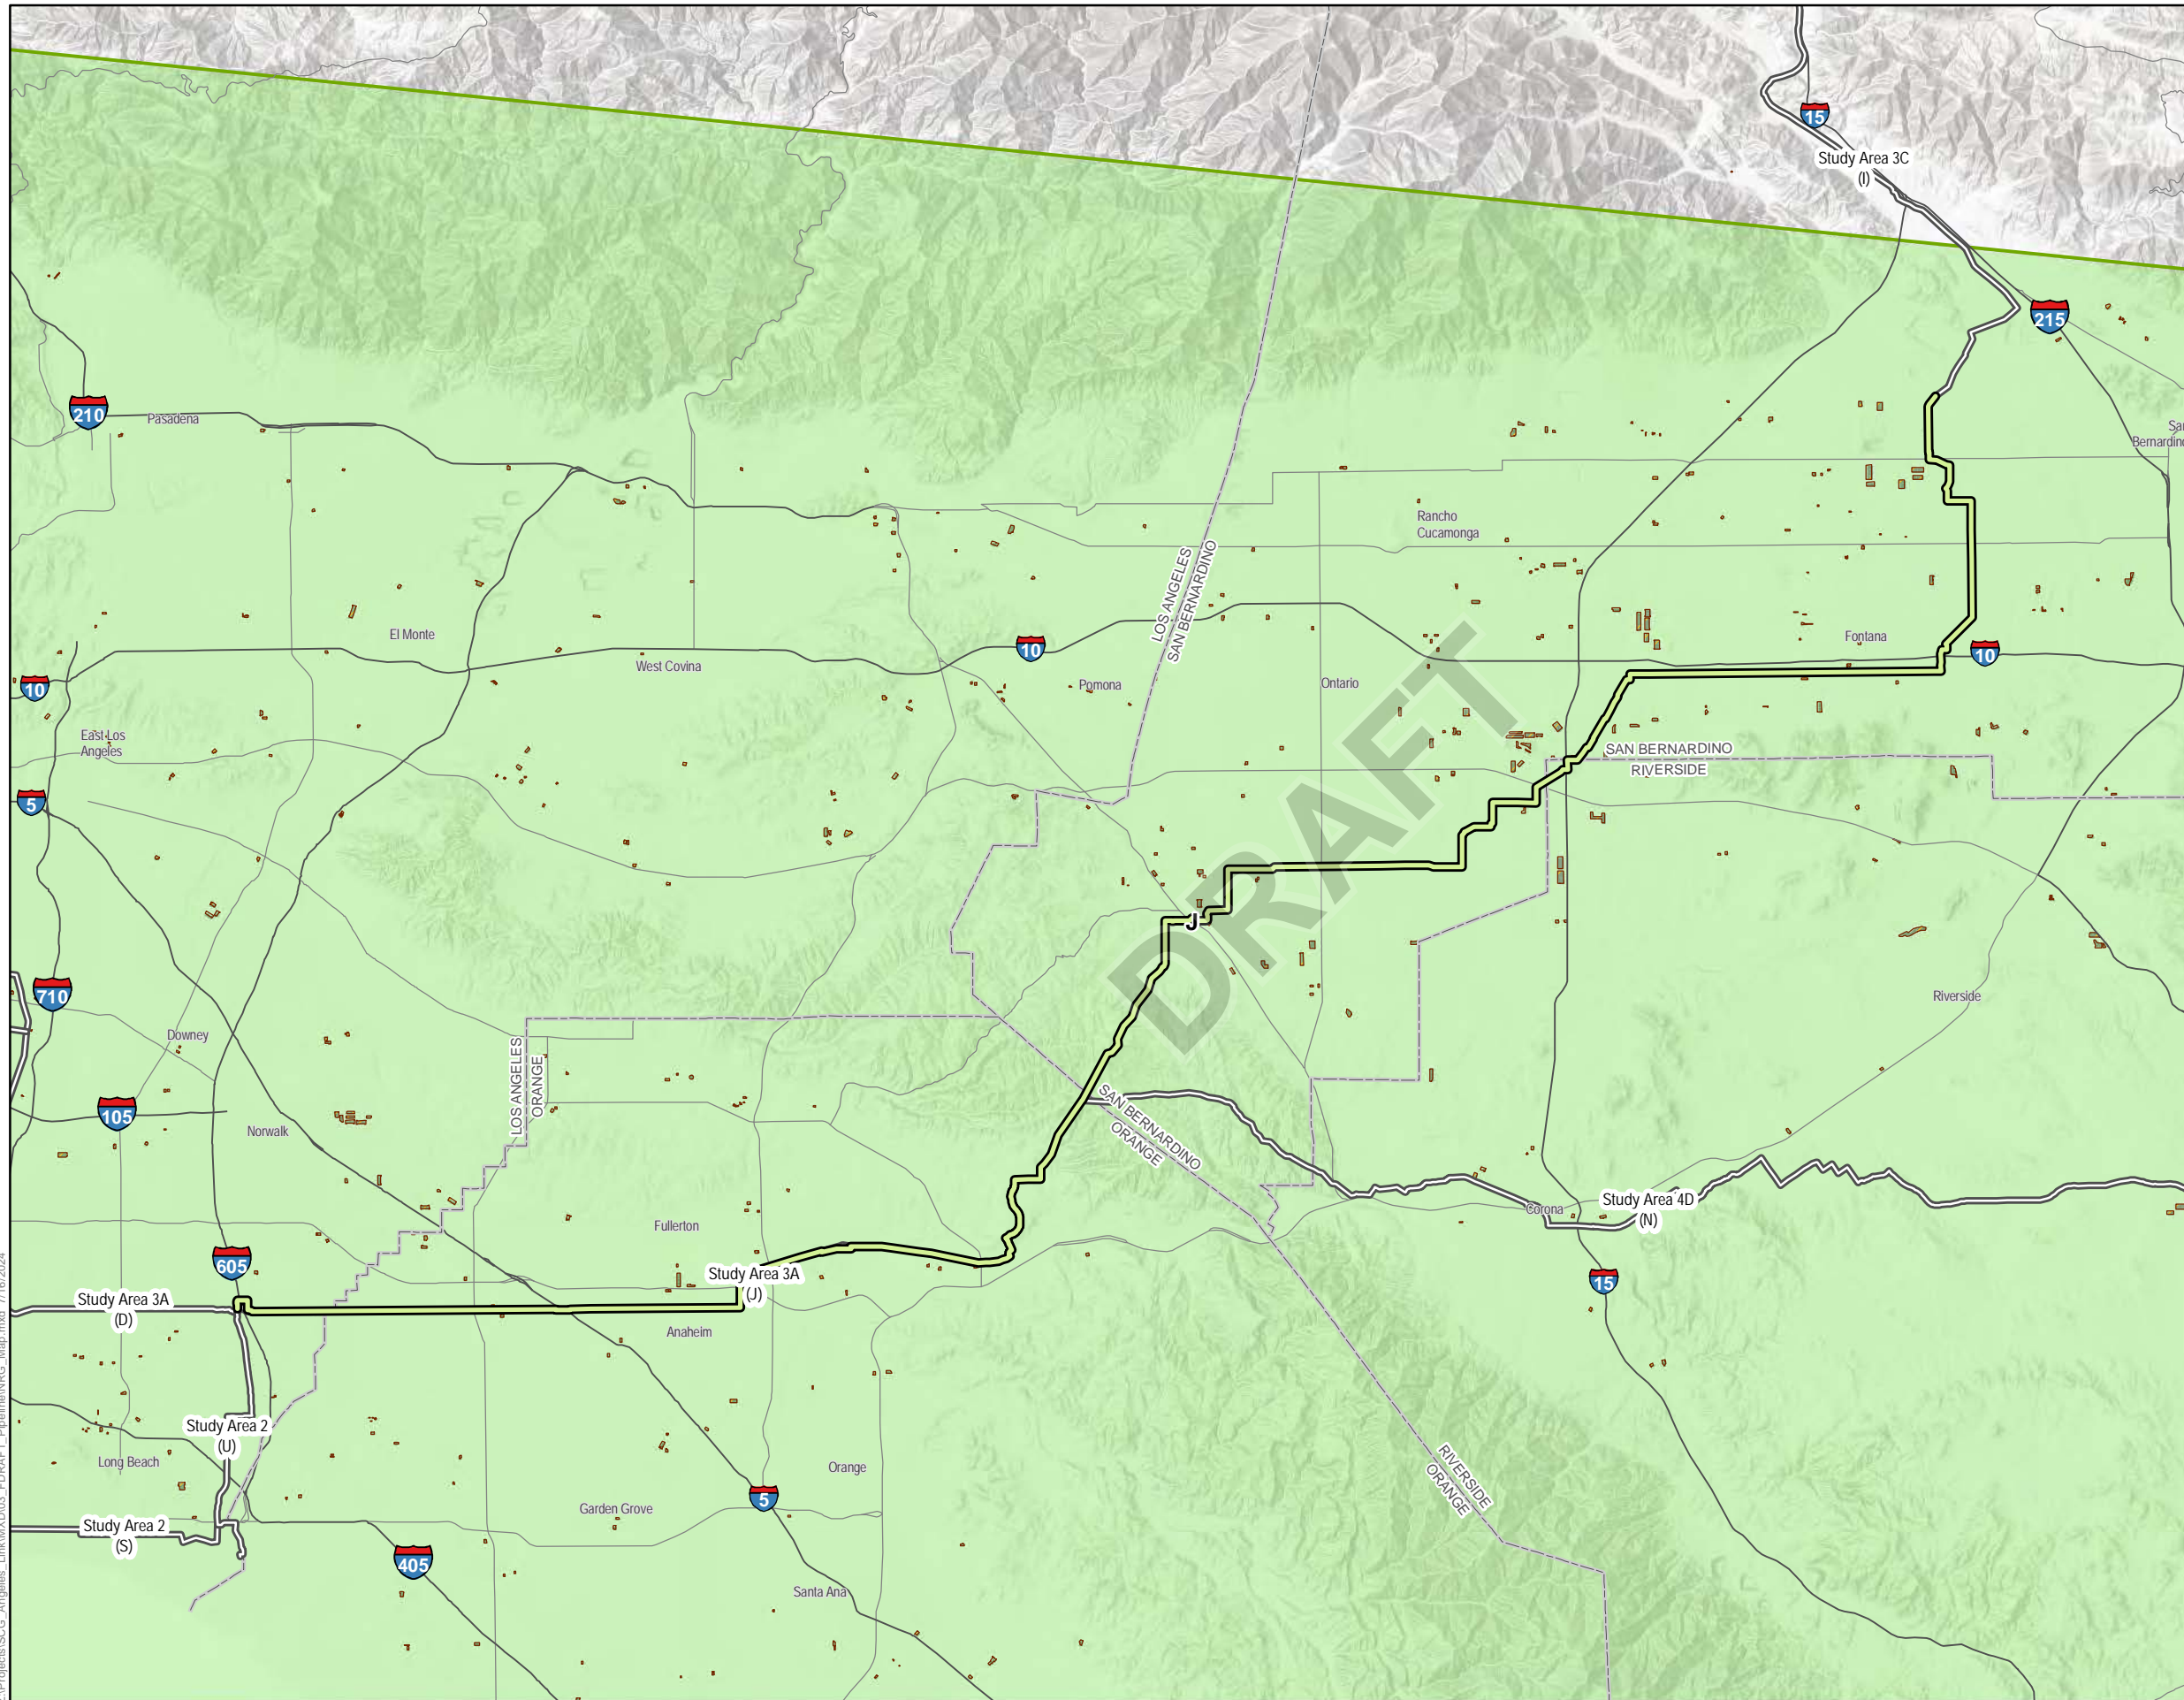 15
Study Area 3C
(I)
215
210
Pasadena
San
Bernardino
Rancho
Cucamonga
LOS ANGELES
SAN BERNARDINO
El Monte
West Covina
10
Fontana
10
10
Pomona
Ontario
East Los
Angeles
SAN BERNARDINO
RIVERSIDE
5
DRAFT
J
710
Riverside
Downey
LOS ANGELES
ORANGE
105
Norwalk
SAN BERNARDINO
ORANGE
Study Area 4D
(N)
Corona
Fullerton
605
Study Area 3A
(J)
15
Study Area 3A
(D)
Anaheim
Study Area 2
(U)
Long Beach
Orange
RIVERSIDE
ORANGE
5
Garden Grove
Study Area 2
(S)
405
Santa Ana